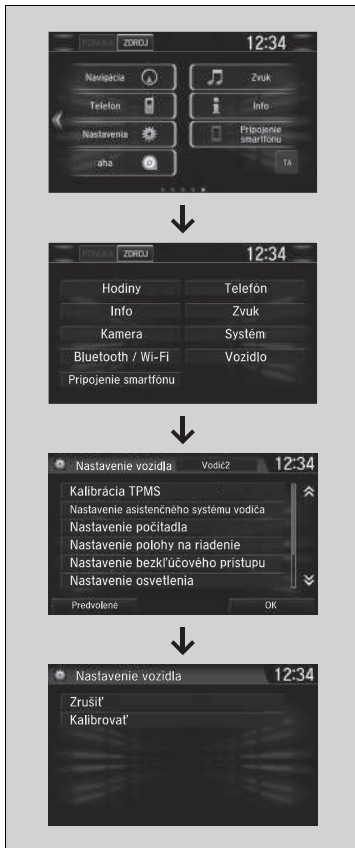 PONUKA ZDROJ 12:34
Navigácia Zvuk
Telefón Info
Nastavenia Pripojenie smartfónu
aha TA
PONUKA ZDROJ 12:34
Hodiny Telefón
Info Zvuk
Kamera Systém
Bluetooth / Wi-Fi Vozidlo
Pripojenie smartfónu
Nastavenie vozidla Vodič2 12:34
Kalibrácia TPMS
Nastavenie asistenčného systému vodiča
Nastavenie počítadla
Nastavenie polohy na riadenie
Nastavenie bezkľúčového prístupu
Nastavenie osvetlenia
Predvolené OK
Nastavenie vozidla 12:34
Zrušiť
Kalibrovať